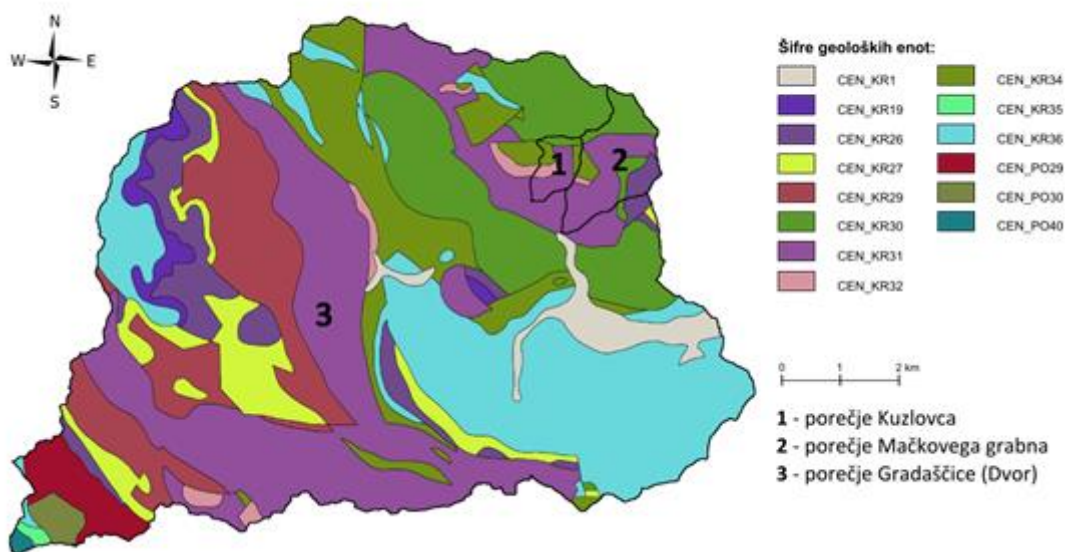 N
W E
S
Šifre geoloških enot:
CEN_KR1
CEN_KR19
CEN_KR26
CEN_KR27
CEN_KR29
CEN_KR30
CEN_KR31
CEN_KR32
CEN_KR34
CEN_KR35
CEN_KR36
CEN_PO29
CEN_PO30
CEN_PO40
1
2
3
0 1 2 km
1 - porečje Kuzlovca
2 - porečje Mačkovega grabna
3 - porečje Gradaščice (Dvor)